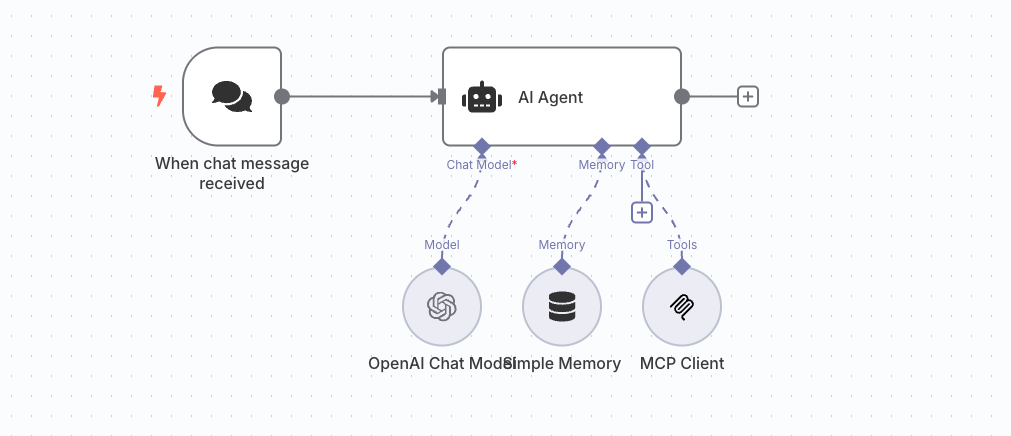 AI Agent
When chat message
received
Chat Model*
Memory
Tool
Model
Memory
Tools
OpenAI Chat Model
Simple Memory
MCP Client